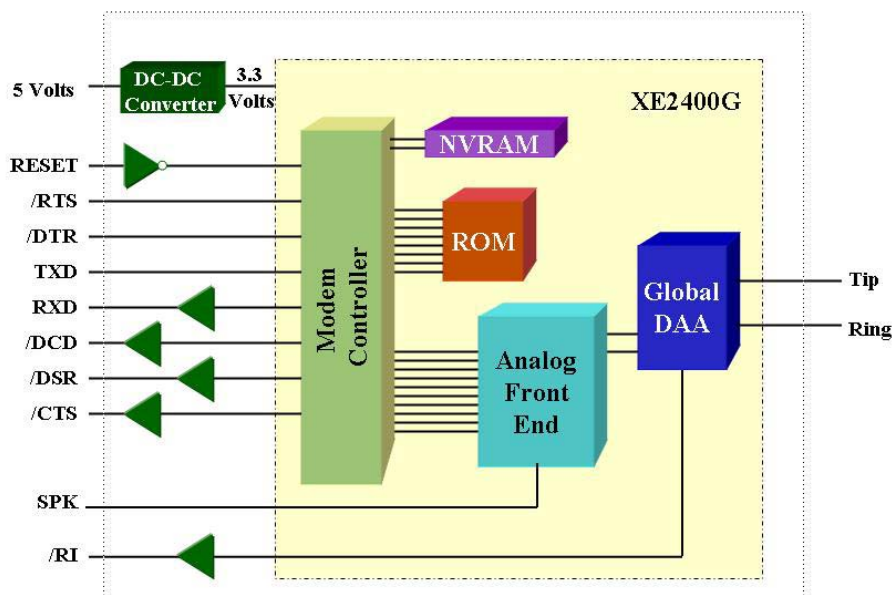 5 Volts
DC-DC
Converter
3.3
Volts
XE2400G
RESET
/RTS
/DTR
TXD
RXD
/DCD
/DSR
/CTS
SPK
/RI
Modem
Controller
NVRAM
ROM
Analog
Front
End
Global
DAA
Tip
Ring